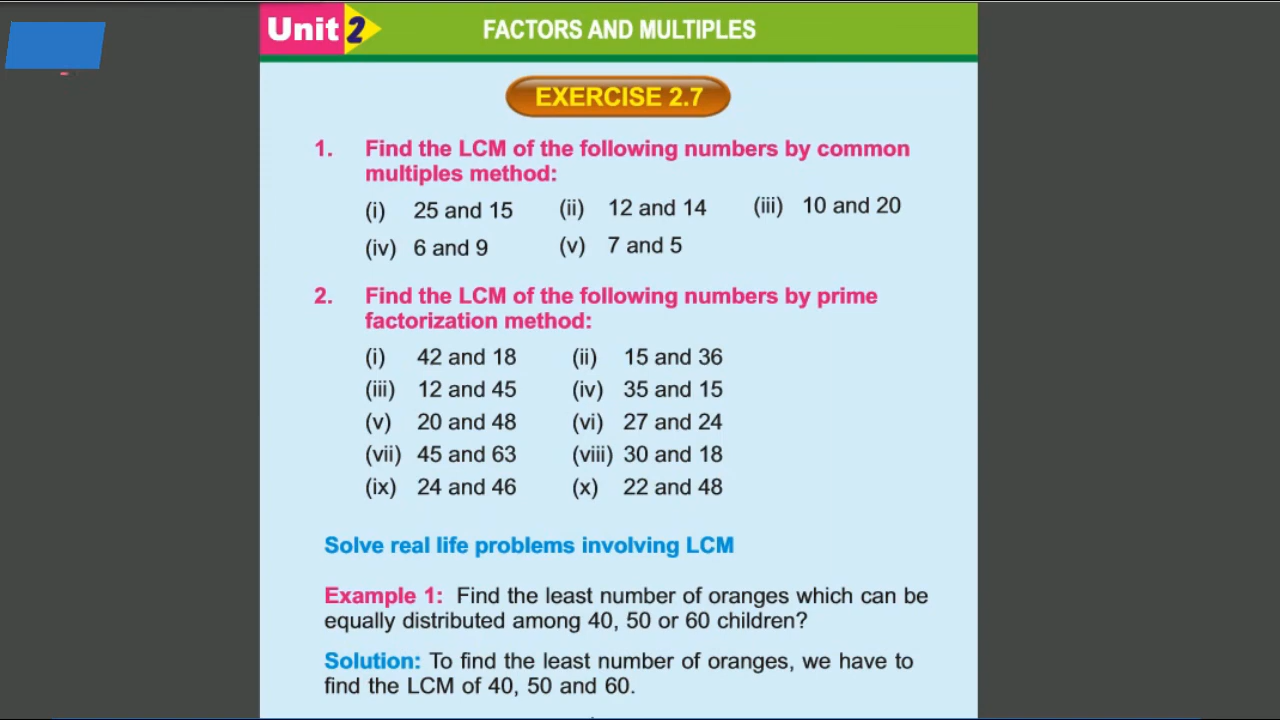 Unit 2
FACTORS AND MULTIPLES
EXERCISE 2.7
1. Find the LCM of the following numbers by common
multiples method:
(i) 25 and 15 (ii) 12 and 14 (iii) 10 and 20
(iv) 6 and 9 (v) 7 and 5
2. Find the LCM of the following numbers by prime
factorization method:
(i) 42 and 18 (ii) 15 and 36
(iii) 12 and 45 (iv) 35 and 15
(v) 20 and 48 (vi) 27 and 24
(vii) 45 and 63 (viii) 30 and 18
(ix) 24 and 46 (x) 22 and 48
Solve real life problems involving LCM
Example 1: Find the least number of oranges which can be
equally distributed among 40, 50 or 60 children?
Solution: To find the least number of oranges, we have to
find the LCM of 40, 50 and 60.